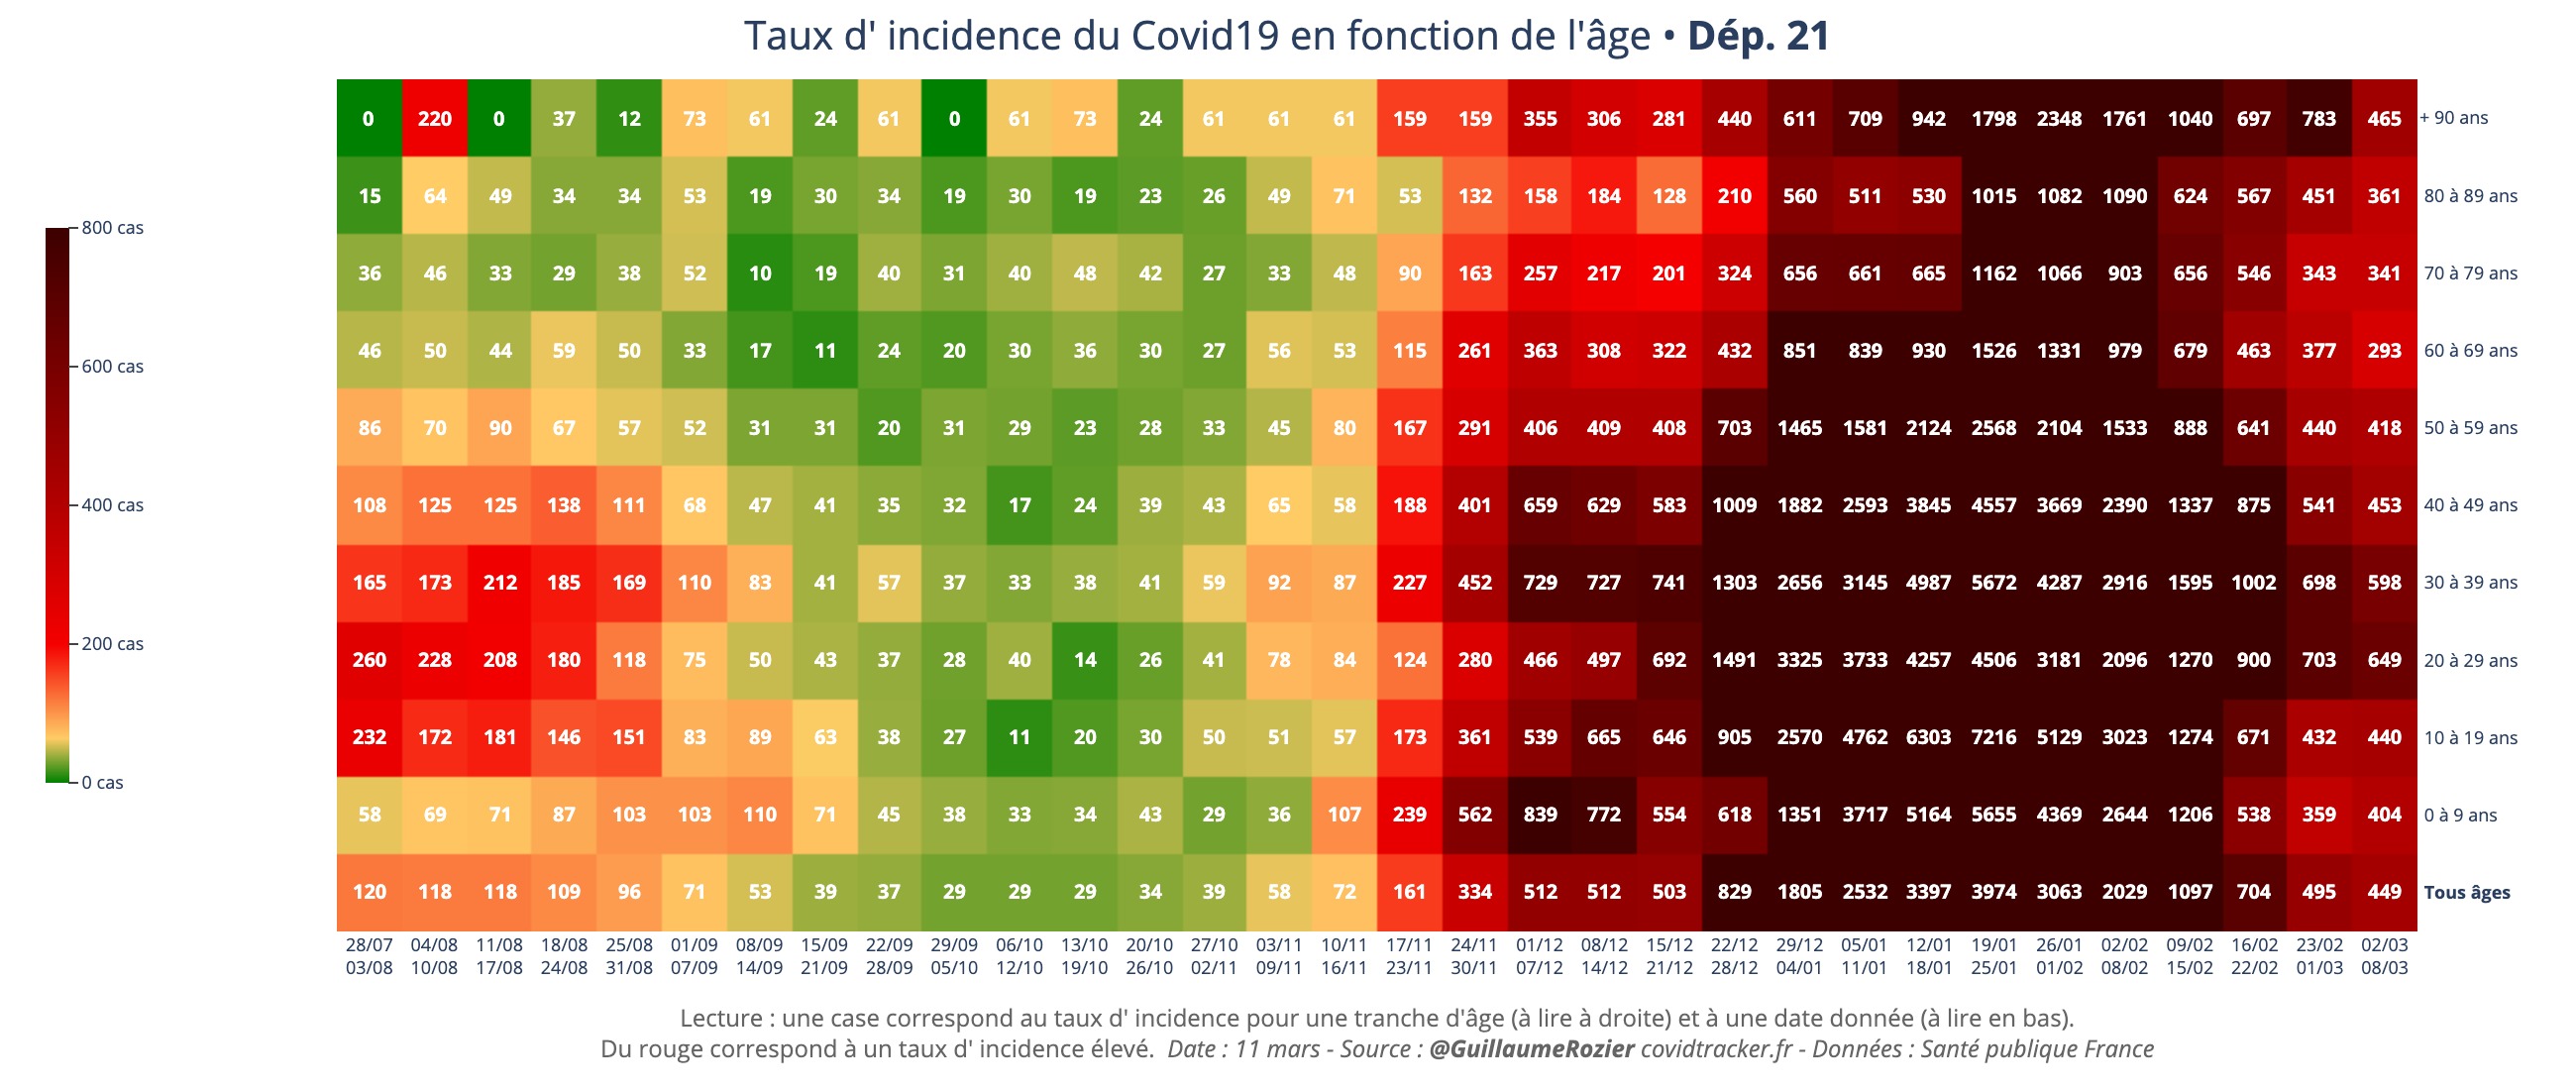 Taux d' incidence du Covid19 en fonction de l'âge • Dép. 21
800 cas
600 cas
400 cas
200 cas
0 cas
0 220 0 37 12 73 61 24 61 0 61 73 24 61 61 61 159 159 355 306 281 440 611 709 942 1798 2348 1761 1040 697 783 465 + 90 ans
15 64 49 34 34 53 19 30 34 19 30 19 23 26 49 71 53 132 158 184 128 210 560 511 530 1015 1082 1090 624 567 451 361 80 à 89 ans
36 46 33 29 38 52 10 19 40 31 40 48 42 27 33 48 90 163 257 217 201 324 656 661 665 1162 1066 903 656 546 343 341 70 à 79 ans
46 50 44 59 50 33 17 11 24 20 30 36 30 27 56 53 115 261 363 308 322 432 851 839 930 1526 1331 979 679 463 377 293 60 à 69 ans
86 70 90 67 57 52 31 31 20 31 29 23 28 33 45 80 167 291 406 409 408 703 1465 1581 2124 2568 2104 1533 888 641 440 418 50 à 59 ans
108 125 125 138 111 68 47 41 35 32 17 24 39 43 65 58 188 401 659 629 583 1009 1882 2593 3845 4557 3669 2390 1337 875 541 453 40 à 49 ans
165 173 212 185 169 110 83 41 57 37 33 38 41 59 92 87 227 452 729 727 741 1303 2656 3145 4987 5672 4287 2916 1595 1002 698 598 30 à 39 ans
260 228 208 180 118 75 50 43 37 28 40 14 26 41 78 84 124 280 466 497 692 1491 3325 3733 4257 4506 3181 2096 1270 900 703 649 20 à 29 ans
232 172 181 146 151 83 89 63 38 27 11 20 30 50 51 57 173 361 539 665 646 905 2570 4762 6303 7216 5129 3023 1274 671 432 440 10 à 19 ans
58 69 71 87 103 103 110 71 45 38 33 34 43 29 36 107 239 562 839 772 554 618 1351 3717 5164 5655 4369 2644 1206 538 359 404 0 à 9 ans
120 118 118 109 96 71 53 39 37 29 29 29 34 39 58 72 161 334 512 512 503 829 1805 2532 3397 3974 3063 2029 1097 704 495 449 Tous âges
28/07 04/08 11/08 18/08 25/08 01/09 08/09 15/09 22/09 29/09 06/10 13/10 20/10 27/10 03/11 10/11 17/11 24/11 01/12 08/12 15/12 22/12 29/12 05/01 12/01 19/01 26/01 02/02 09/02 16/02 23/02 02/03
03/08 10/08 17/08 24/08 31/08 07/09 14/09 21/09 28/09 05/10 12/10 19/10 26/10 02/11 09/11 16/11 23/11 30/11 07/12 14/12 21/12 28/12 04/01 11/01 18/01 25/01 01/02 08/02 15/02 22/02 01/03 08/03
Lecture : une case correspond au taux d' incidence pour une tranche d'âge (à lire à droite) et à une date donnée (à lire en bas).
Du rouge correspond à un taux d' incidence élevé. Date : 11 mars - Source : @GuillaumeRozier covidtracker.fr - Données : Santé publique France